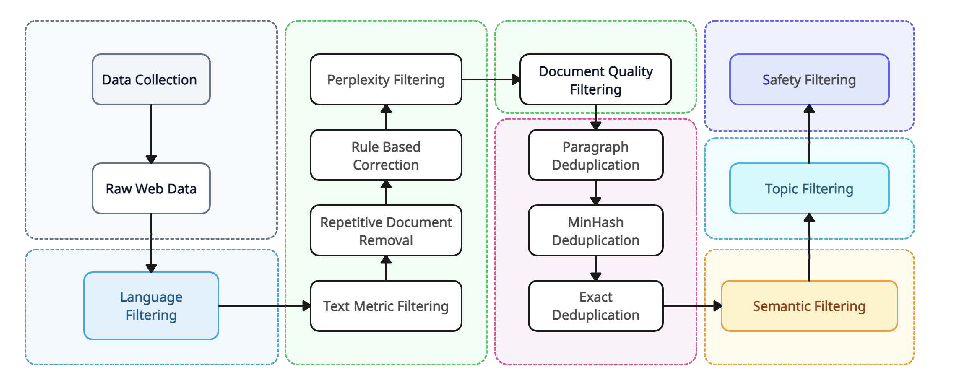 Data Collection
Raw Web Data
Language
Filtering
Text Metric Filtering
Repetitive Document
Removal
Rule Based
Correction
Perplexity Filtering
Document Quality
Filtering
Paragraph
Deduplication
MinHash
Deduplication
Exact
Deduplication
Semantic Filtering
Topic Filtering
Safety Filtering